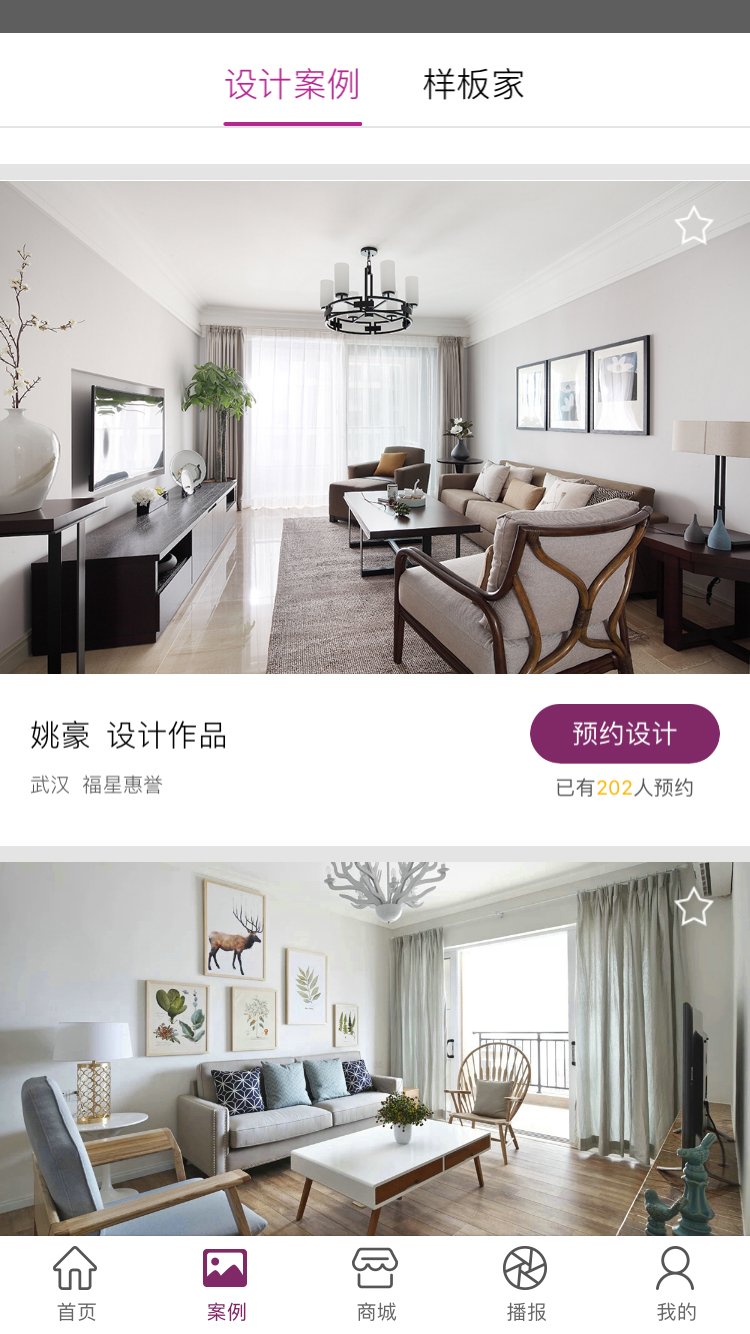 设计案例 样板家
姚豪 设计作品
预约设计
武汉 福星惠誉
已有202人预约
首页 案例 商城 播报 我的